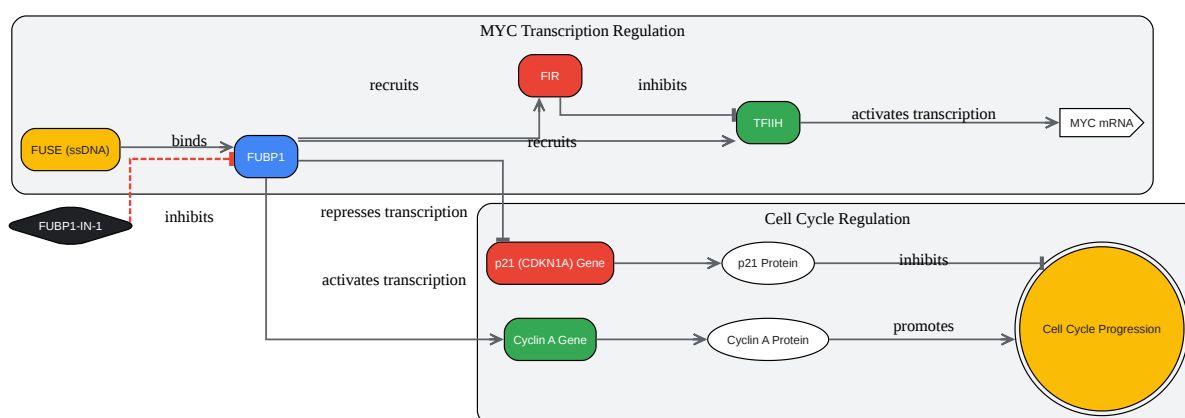 MYC Transcription Regulation
recruits
FIR
inhibits
TFIIH
activates transcription
MYC mRNA
FUSE (ssDNA)
binds
FUBP1
recruits
FUBP1-IN-1
inhibits
represses transcription
Cell Cycle Regulation
p21 (CDKN1A) Gene
p21 Protein
inhibits
activates transcription
Cyclin A Gene
Cyclin A Protein
promotes
Cell Cycle Progression